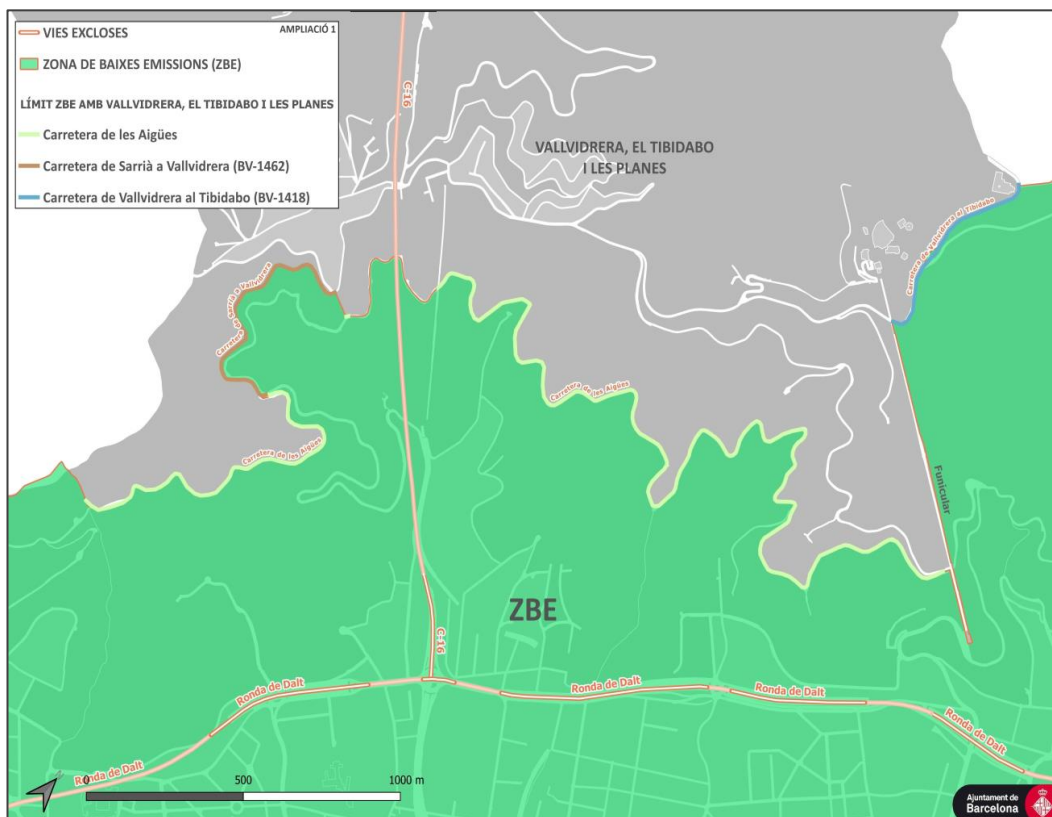 VIES EXCLOSES
AMPLIACIÓ 1
ZONA DE BAIXES EMISSIONS (ZBE)
LÍMIT ZBE AMB VALLVIDRERA, EL TIBIDABO I LES PLANES
Carretera de les Aigües
Carretera de Sarrià a Vallvidrera (BV-1462)
Carretera de Vallvidrera al Tibidabo (BV-1418)
C-16
VALLVIDRERA, EL TIBIDABO
I LES PLANES
Carretera de Vallvidrera al Tibidabo
Carretera de Sarrià a Vallvidrera
Carretera de les Aigües
Carretera de les Aigües
Funicular
ZBE
C-16
Ronda de Dalt
Ronda de Dalt
Ronda de Dalt
Ronda de Dalt
Ronda de Dalt
0
500
1000 m
Ajuntament de
Barcelona